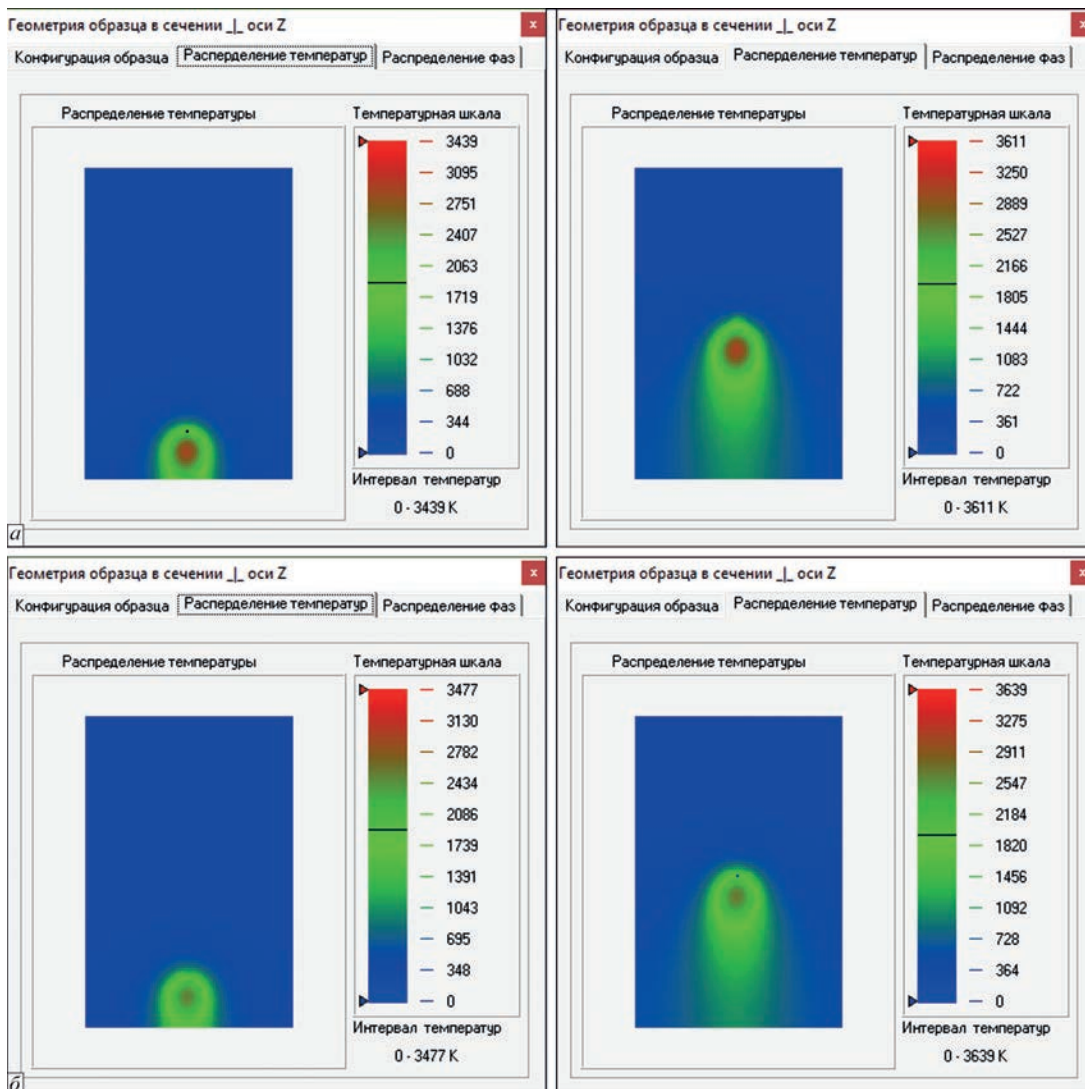 Геометрия образца в сечении _|_ оси Z
x
Конфигурация образца
Расперделение температур
Распределение фаз
Распределение температуры
Температурная шкала
3439
3095
2751
2407
2063
1719
1376
1032
688
344
0
Интервал температур
0 - 3439 K
а
Геометрия образца в сечении _|_ оси Z
x
Конфигурация образца
Расперделение температур
Распределение фаз
Распределение температуры
Температурная шкала
3611
3250
2889
2527
2166
1805
1444
1083
722
361
0
Интервал температур
0 - 3611 K
Геометрия образца в сечении _|_ оси Z
x
Конфигурация образца
Расперделение температур
Распределение фаз
Распределение температуры
Температурная шкала
3477
3130
2782
2434
2086
1739
1391
1043
695
348
0
Интервал температур
0 - 3477 K
б
Геометрия образца в сечении _|_ оси Z
x
Конфигурация образца
Расперделение температур
Распределение фаз
Распределение температуры
Температурная шкала
3639
3275
2911
2547
2184
1820
1456
1092
728
364
0
Интервал температур
0 - 3639 K